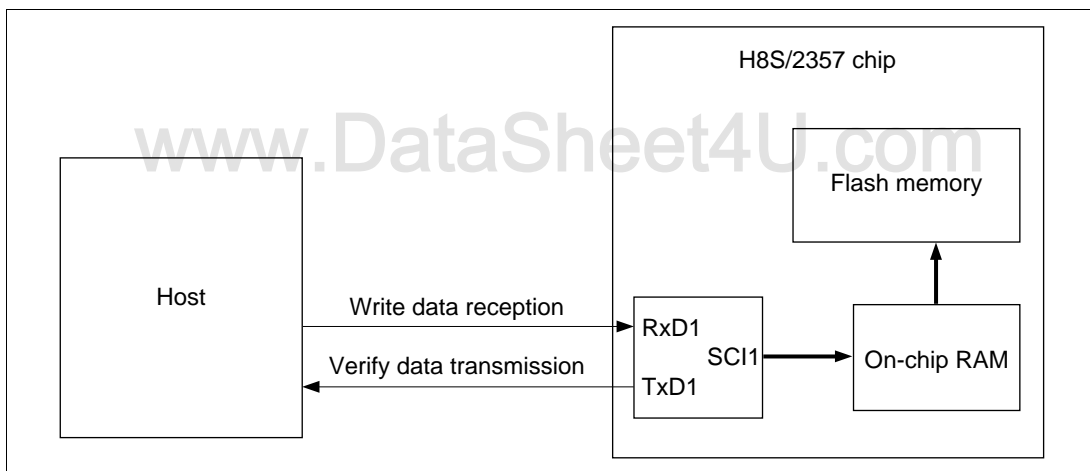 H8S/2357 chip
www.DataSheet4U.com
Flash memory
Host
Write data reception
RxD1
SCI1
On-chip RAM
Verify data transmission
TxD1